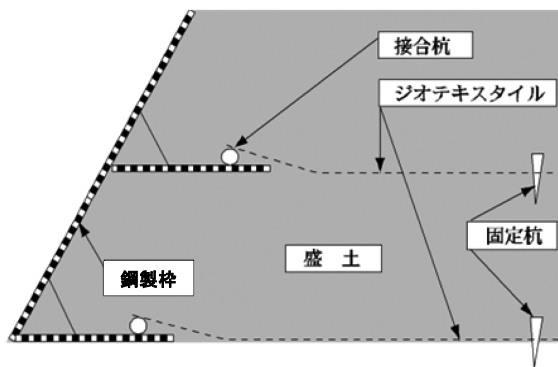 接合杭
ジオテキスタイル
固定杭
盛　土
鋼製枠